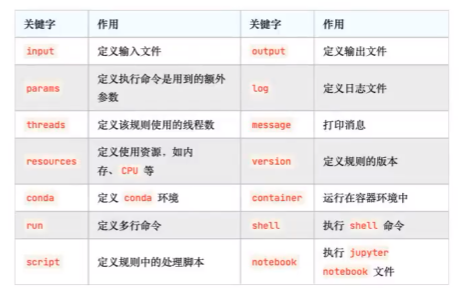 关键字 作用 关键字 作用
input 定义输入文件 output 定义输出文件
params 定义执行命令是用到的额外
参数 log 定义日志文件
threads 定义该规则使用的线程数 message 打印消息
resources 定义使用资源，如内
存、CPU 等 version 定义规则的版本
conda 定义 conda 环境 container 运行在容器环境中
run 定义多行命令 shell 执行 shell 命令
script 定义规则中的处理脚本 notebook 执行 jupyter
notebook 文件